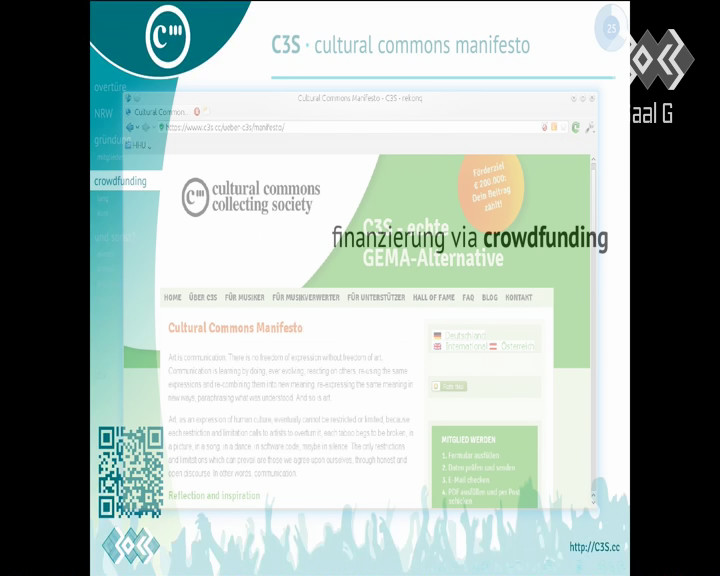 C'''
C3S · cultural commons manifesto
25
aal G
overtüre
NRW
gründung
crowdfunding
Cultural Commons Manifesto - C3S - rekonq
Cultural Common...
https://www.c3s.cc/ueber-c3s/manifesto/
HHU
cultural commons
collecting society
Förderziel
€ 200.000:
Dein Beitrag
zählt!
C3S - echte
GEMA-Alternative
finanzierung via crowdfunding
HOME ÜBER C3S FÜR MUSIKER FÜR MUSIKVERWERTER FÜR UNTERSTÜTZER HALL OF FAME FAQ BLOG KONTAKT
Cultural Commons Manifesto
Art is communication. There is no freedom of expression without freedom of art.
Communication is learning by doing, ever evolving, reacting on others, re-using the same
expressions and re-combining them into new meaning, re-expressing the same meaning in
new ways, paraphrasing what was understood. And so is art.
Art, as an expression of human culture, eventually cannot be restricted or limited, because
each restriction and limitation calls to artists to overturn it, each taboo begs to be broken, in
a picture, in a song, in a dance, in software code, maybe in silence. The only restrictions
and limitations which can prevail are those we agree upon ourselves, through honest and
open discourse. In other words, communication.
Reflection and inspiration
Deutschland
International Österreich
MITGLIED WERDEN
1. Formular ausfüllen
2. Daten prüfen und senden
3. E-Mail checken
4. PDF ausfüllen und per Post
schicken
http://C3S.cc